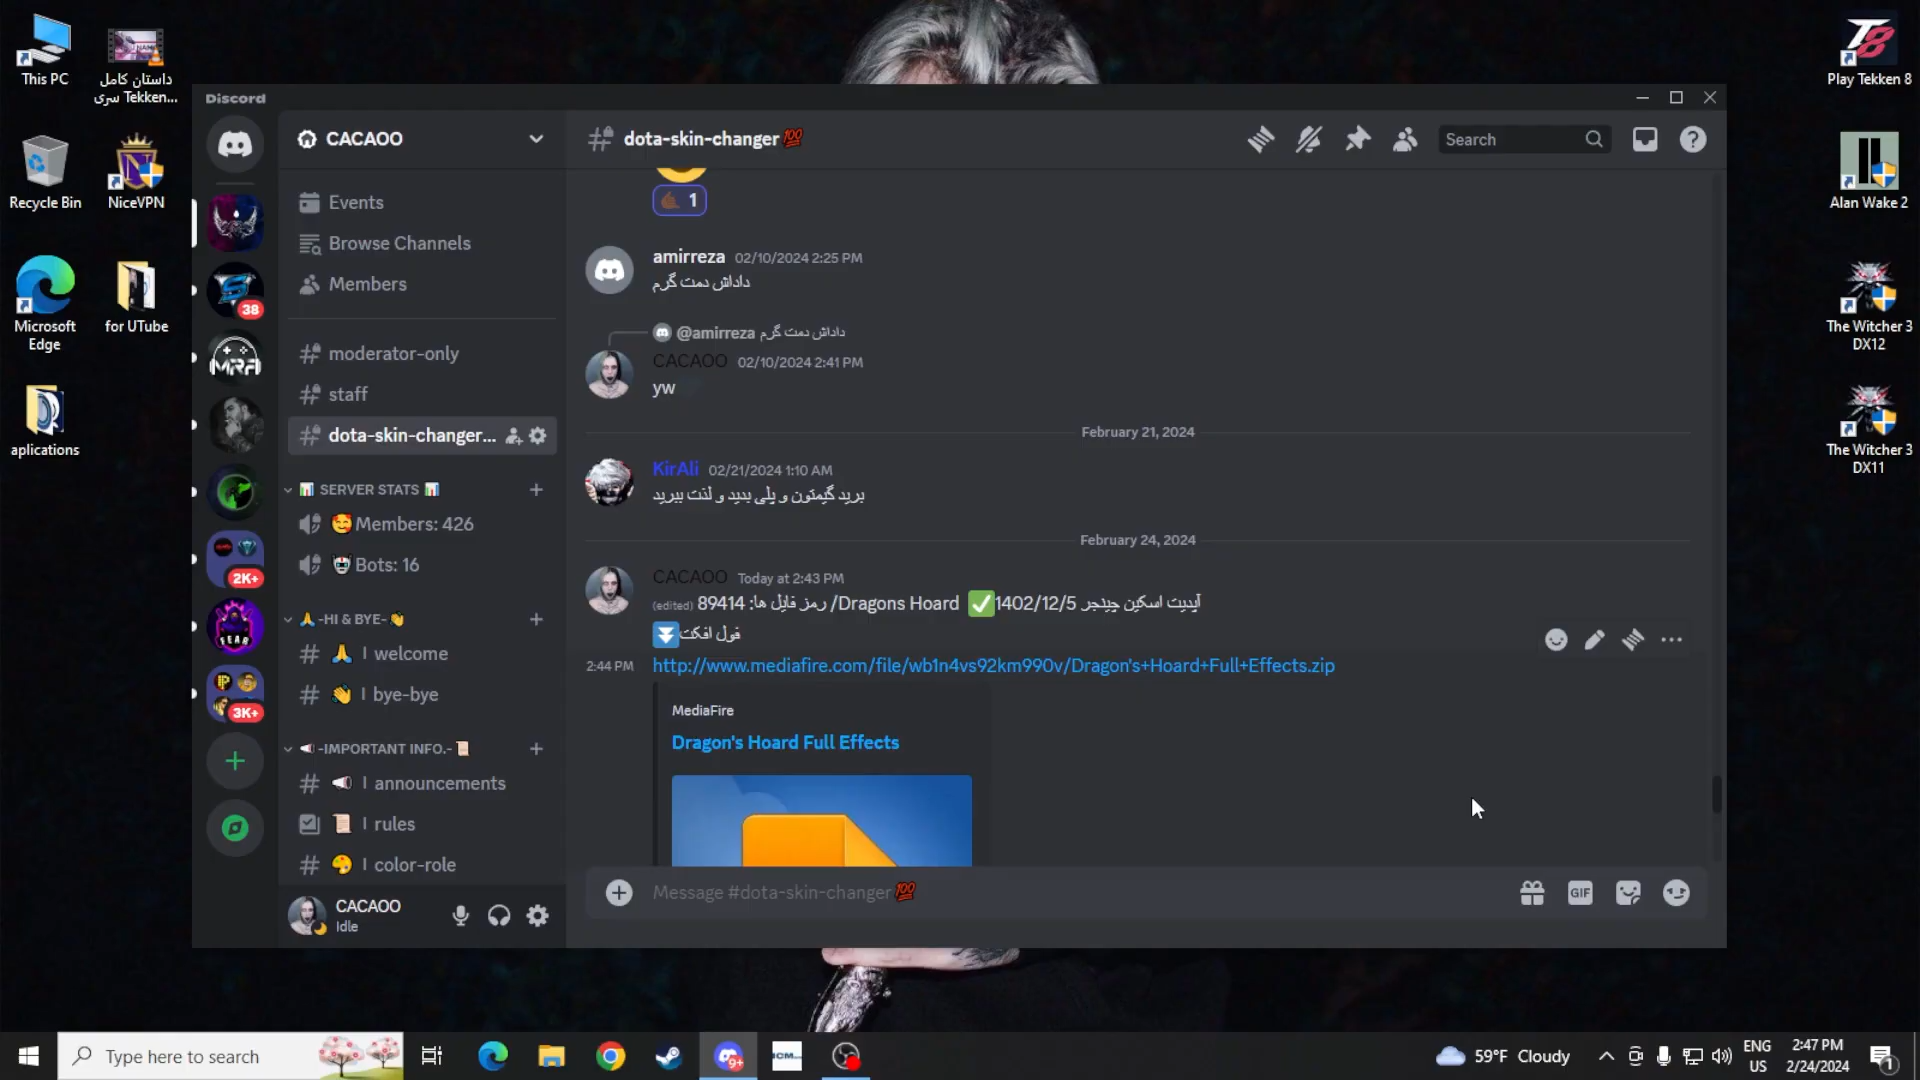 This PC
داستان کامل
سری Tekken...
Recycle Bin
NiceVPN
Microsoft
Edge
for UTube
aplications
Play Tekken 8
Alan Wake 2
The Witcher 3
DX12
The Witcher 3
DX11
Discord
CACAOO
dota-skin-changer💯
Search
38
MRA
2K+
FEAR
3K+
Events
Browse Channels
Members
moderator-only
staff
dota-skin-changer...
📊 SERVER STATS 📊
🥰Members: 426
🤖Bots: 16
🙏-HI & BYE-👋
🙏 I welcome
👋 I bye-bye
📢-IMPORTANT INFO.-📜
📢 I announcements
📜 I rules
🎨 I color-role
CACAOO
Idle
1
amirreza 02/10/2024 2:25 PM
داداش دمت گرم
@amirreza داداش دمت گرم
CACAOO 02/10/2024 2:41 PM
yw
February 21, 2024
KirAli 02/21/2024 1:10 AM
برید گیمتون و پلی بدید و لذت ببرید
February 24, 2024
CACAOO Today at 2:43 PM
آپدیت اسکین چینجر 1402/12/5✅ Dragons Hoard/ رمز فایل ها: 89414 (edited)
فول افکت⏬
2:44 PM http://www.mediafire.com/file/wb1n4vs92km990v/Dragon's+Hoard+Full+Effects.zip
MediaFire
Dragon's Hoard Full Effects
Message #dota-skin-changer💯
GIF
Type here to search
9+
59°F Cloudy
ENG
US
2:47 PM
2/24/2024
1